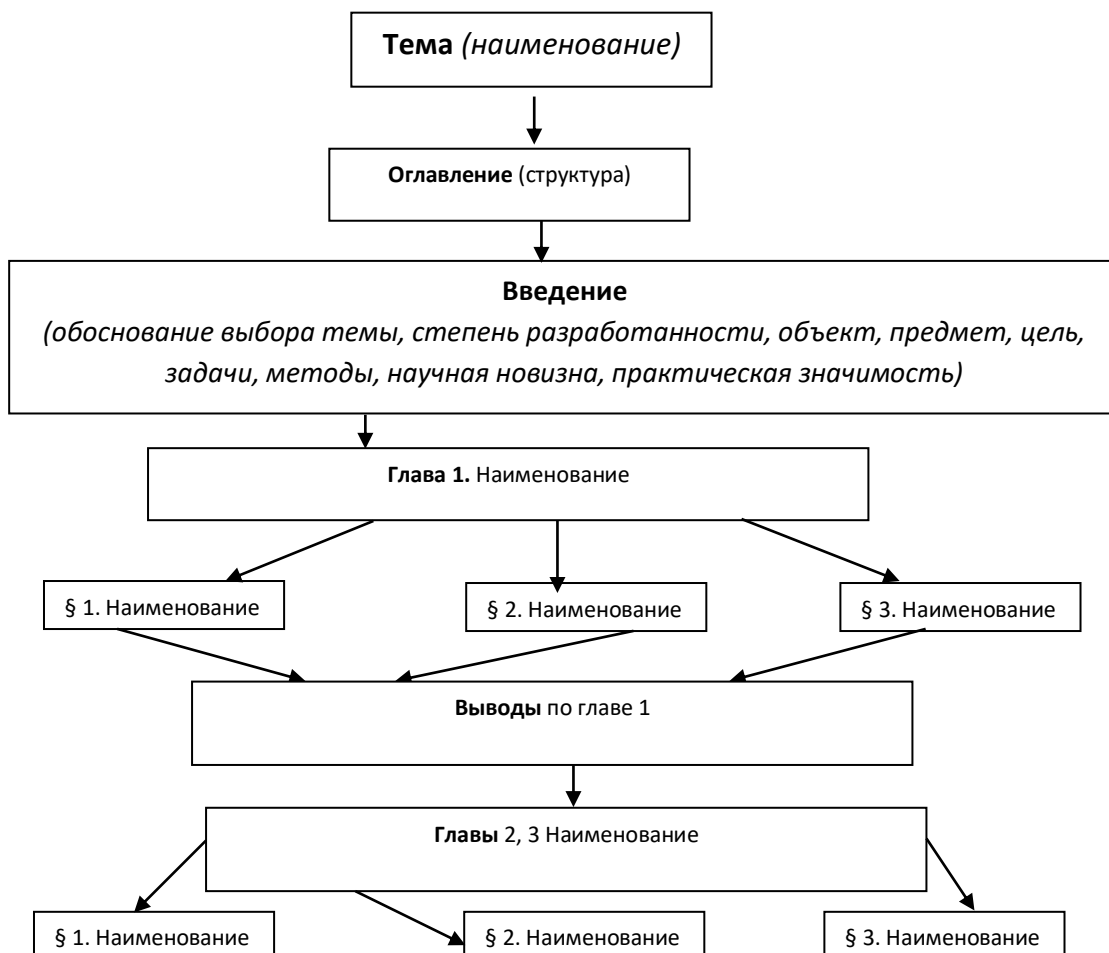 Тема (наименование)
Оглавление (структура)
Введение
(обоснование выбора темы, степень разработанности, объект, предмет, цель,
задачи, методы, научная новизна, практическая значимость)
Глава 1. Наименование
§ 1. Наименование
§ 2. Наименование
§ 3. Наименование
Выводы по главе 1
Главы 2, 3 Наименование
§ 1. Наименование
§ 2. Наименование
§ 3. Наименование